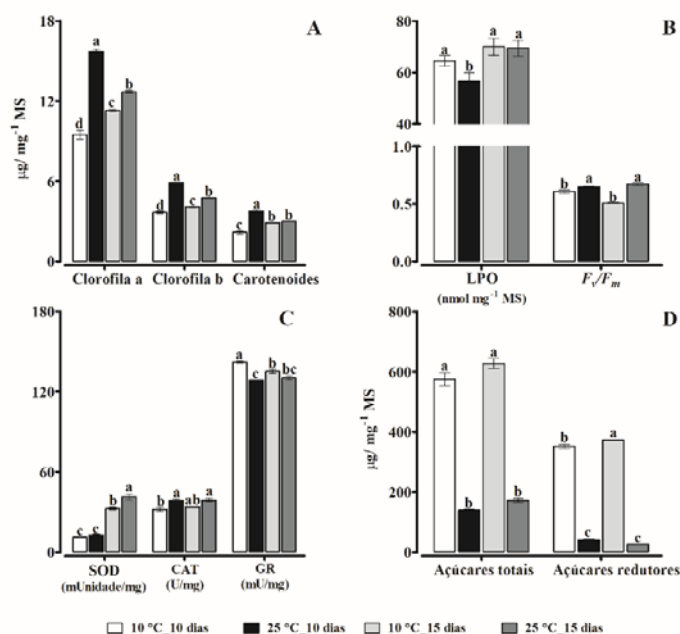 A
18
12
6
0
µg/ mg⁻¹ MS
d
a
c
b
d
a
c
b
c
a
b
b
Clorofila a
Clorofila b
Carotenoides
B
80
60
40
1.0
0.5
0.0
a
b
a
a
b
a
b
a
LPO
(nmol mg⁻¹ MS)
Fv/Fm
C
180
120
60
0
c
c
b
a
b
a
ab
a
a
c
b
bc
SOD
(mUnidade/mg)
CAT
(U/mg)
GR
(mU/mg)
D
800
600
400
200
0
µg/ mg⁻¹ MS
a
b
a
b
b
c
a
c
Açúcares totais
Açúcares redutores
10 °C_10 dias
25 °C_10 dias
10 °C_15 dias
25 °C_15 dias